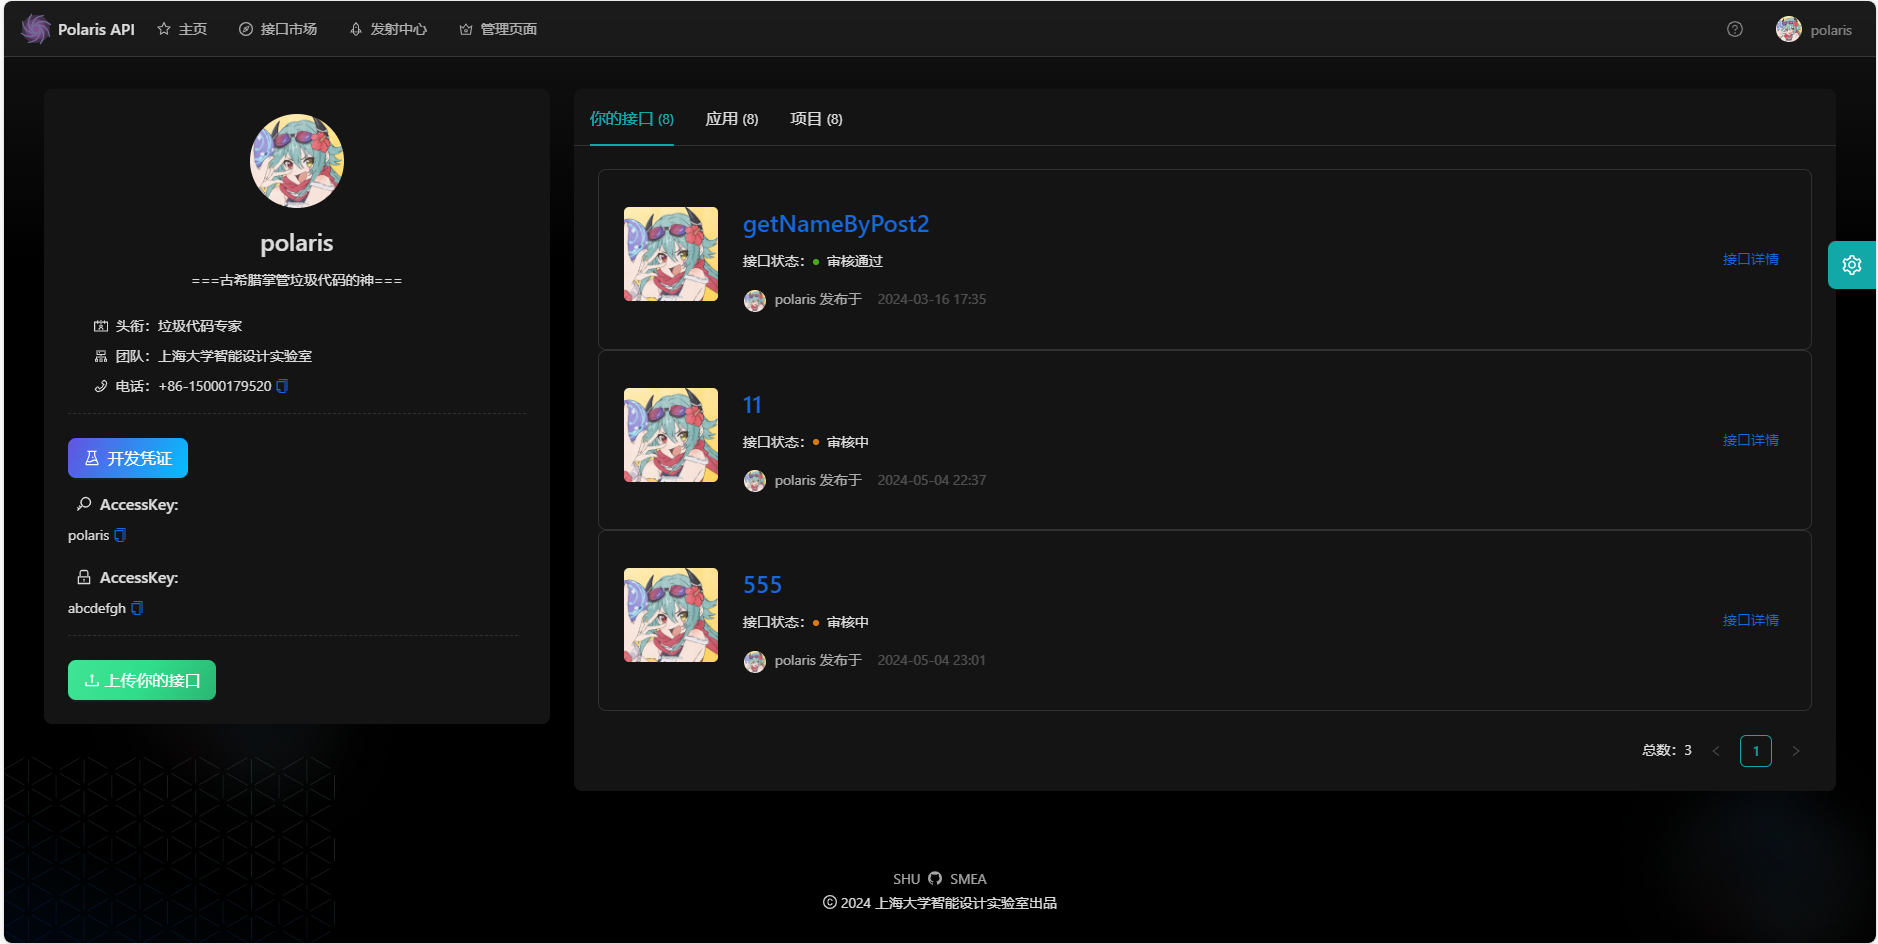 Polaris API 主页 接口市场 发射中心 管理页面 polaris
polaris
===古希腊掌管垃圾代码的神===
头衔：垃圾代码专家
团队：上海大学智能设计实验室
电话：+86-15000179520
开发凭证
AccessKey:
polaris
AccessKey:
abcdefgh
上传你的接口
你的接口 (8) 应用 (8) 项目 (8)
getNameByPost2
接口状态： 审核通过
polaris 发布于 2024-03-16 17:35
接口详情
11
接口状态： 审核中
polaris 发布于 2024-05-04 22:37
接口详情
555
接口状态： 审核中
polaris 发布于 2024-05-04 23:01
接口详情
总数：3 < 1 >
SHU SMEA
© 2024 上海大学智能设计实验室出品